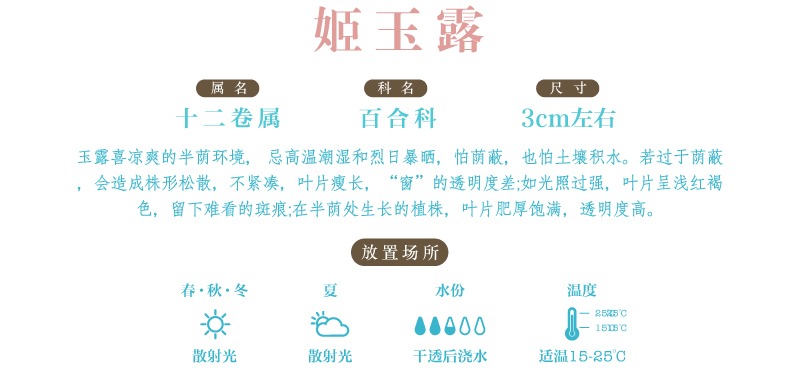 姬玉露
属 名 科 名 尺 寸
十二卷属 百合科 3cm左右
玉露喜凉爽的半荫环境， 忌高温潮湿和烈日暴晒，怕荫蔽，也怕土壤积水。若过于荫蔽
，会造成株形松散，不紧凑，叶片瘦长，“窗”的透明度差;如光照过强，叶片呈浅红褐
色，留下难看的斑痕;在半荫处生长的植株，叶片肥厚饱满，透明度高。
放置场所
春·秋·冬 夏 水份 温度
散射光 散射光 干透后浇水 适温15-25℃